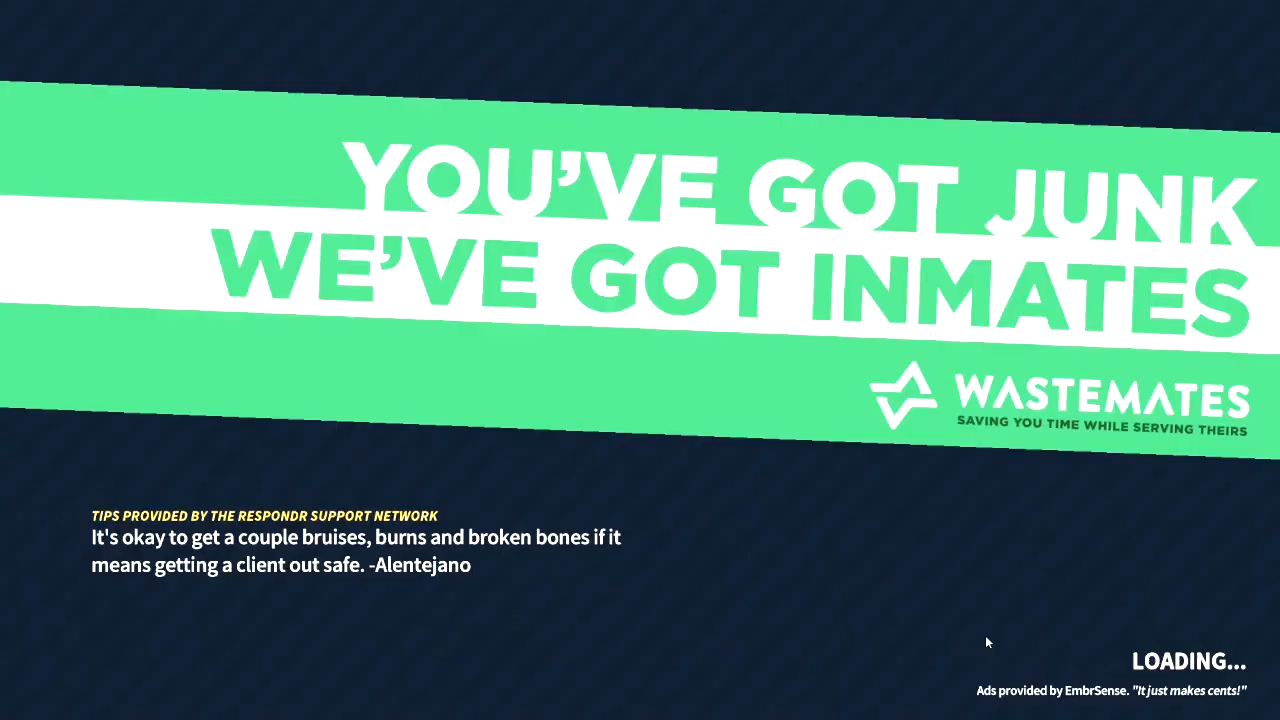 YOU’VE GOT JUNK
WE’VE GOT INMATES
WASTEMATES
SAVING YOU TIME WHILE SERVING THEIRS
TIPS PROVIDED BY THE RESPONDR SUPPORT NETWORK
It's okay to get a couple bruises, burns and broken bones if it
means getting a client out safe. -Alentejano
LOADING...
Ads provided by EmbrSense. "It just makes cents!"